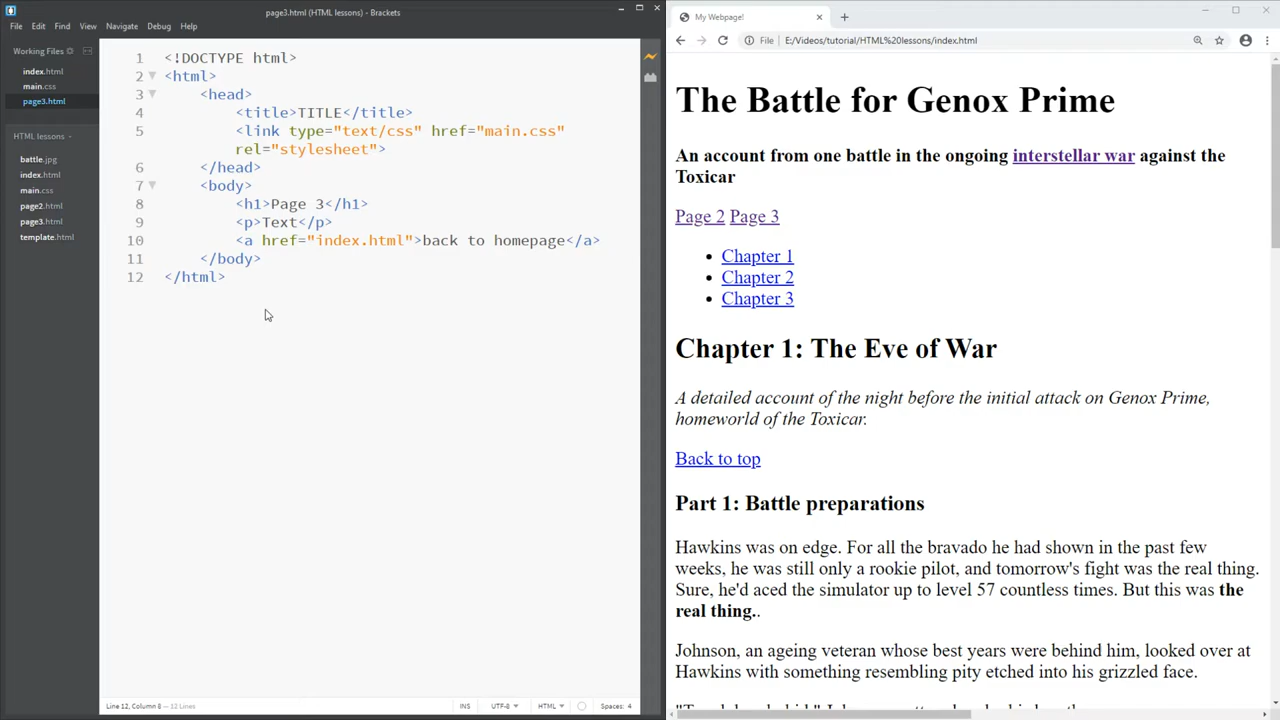 page3.html (HTML lessons) - Brackets
File Edit Find View Navigate Debug Help
Working Files
index.html
main.css
page3.html
HTML lessons
battle.jpg
index.html
main.css
page2.html
page3.html
template.html
1 <!DOCTYPE html>
2 <html>
3 <head>
4 <title>TITLE</title>
5 <link type="text/css" href="main.css"
rel="stylesheet">
6 </head>
7 <body>
8 <h1>Page 3</h1>
9 <p>Text</p>
10 <a href="index.html">back to homepage</a>
11 </body>
12 </html>
Line 12, Column 8 — 12 Lines
INS UTF-8 HTML Spaces: 4
My Webpage!
File E:/Videos/tutorial/HTML%20lessons/index.html
The Battle for Genox Prime
An account from one battle in the ongoing interstellar war against the
Toxicar
Page 2 Page 3
• Chapter 1
• Chapter 2
• Chapter 3
Chapter 1: The Eve of War
A detailed account of the night before the initial attack on Genox Prime,
homeworld of the Toxicar.
Back to top
Part 1: Battle preparations
Hawkins was on edge. For all the bravado he had shown in the past few
weeks, he was still only a rookie pilot, and tomorrow's fight was the real thing.
Sure, he'd aced the simulator up to level 57 countless times. But this was the
real thing..
Johnson, an ageing veteran whose best years were behind him, looked over at
Hawkins with something resembling pity etched into his grizzled face.